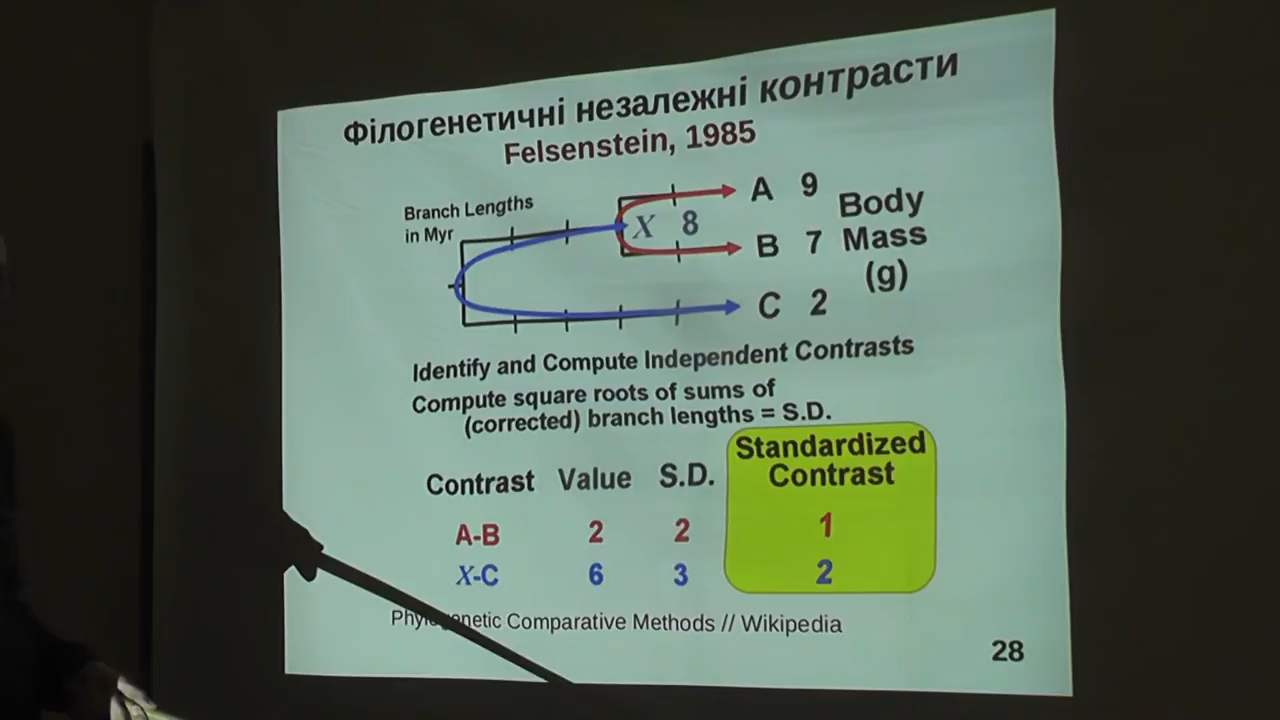 Філогенетичні незалежні контрасти
Felsenstein, 1985
Branch Lengths
in Myr
A 9
X 8
B 7
C 2
Body
Mass
(g)
Identify and Compute Independent Contrasts
Compute square roots of sums of
(corrected) branch lengths = S.D.
Contrast Value S.D. Standardized Contrast
A-B 2 2 1
X-C 6 3 2
Phylogenetic Comparative Methods // Wikipedia
28